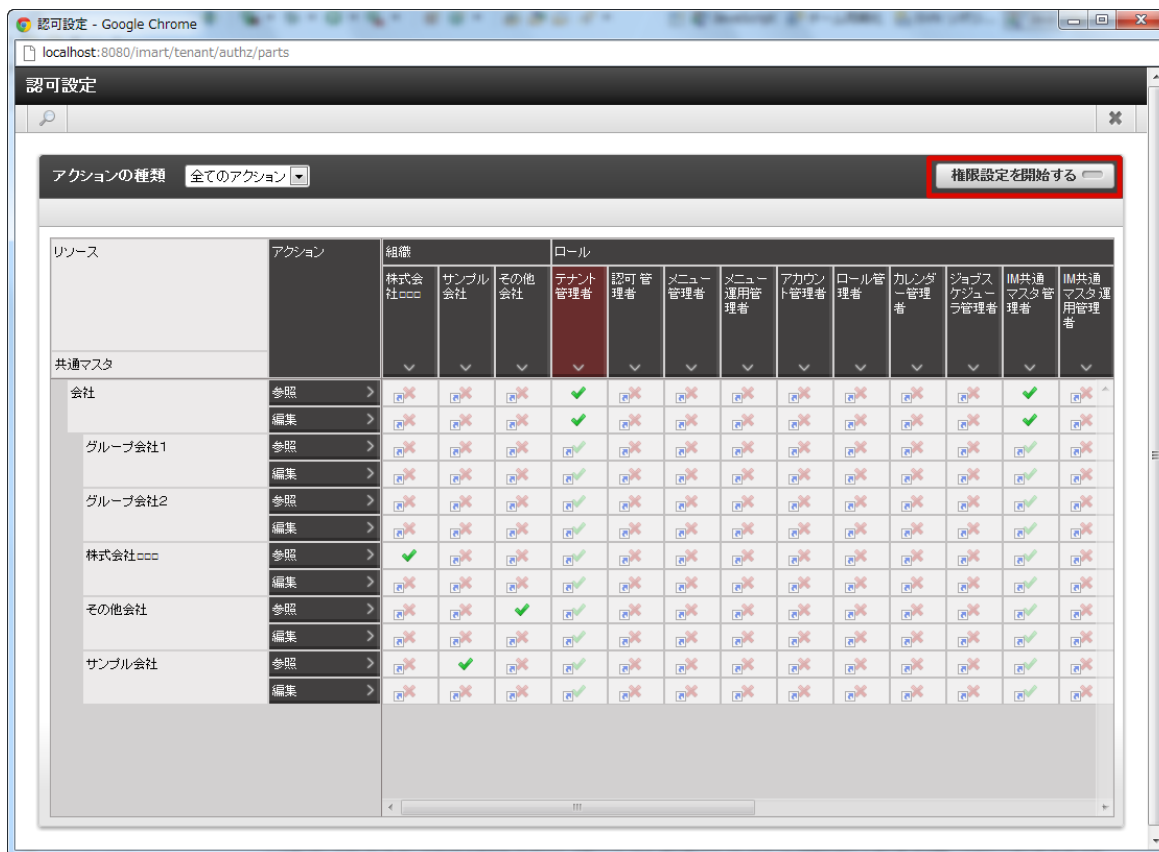 認可設定 - Google Chrome
localhost:8080/imart/tenant/authz/parts
認可設定
アクションの種類 全てのアクション 権限設定を開始する
リソース アクション 組織 ロール
株式会社□□□ サンプル会社 その他会社 テナント管理者 認可管理者 メニュー管理者 メニュー運用管理者 アカウント管理者 ロール管理者 カレンダー管理者 ジョブスケジューラ管理者 IM共通マスタ管理者 IM共通マスタ運用管理者
共通マスタ
会社 参照
編集
グループ会社1 参照
編集
グループ会社2 参照
編集
株式会社□□□ 参照
編集
その他会社 参照
編集
サンプル会社 参照
編集